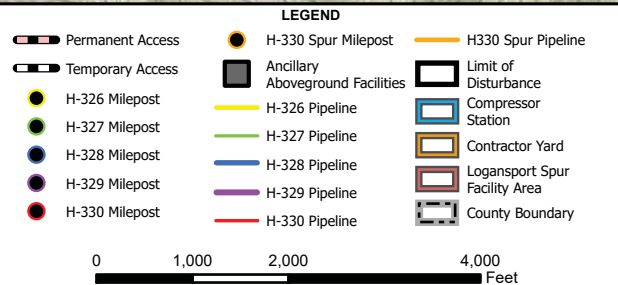 LEGEND
Permanent Access
Temporary Access
H-326 Milepost
H-327 Milepost
H-328 Milepost
H-329 Milepost
H-330 Milepost
H-330 Spur Milepost
Ancillary
Aboveground Facilities
H-326 Pipeline
H-327 Pipeline
H-328 Pipeline
H-329 Pipeline
H-330 Pipeline
H330 Spur Pipeline
Limit of
Disturbance
Compressor
Station
Contractor Yard
Logansport Spur
Facility Area
County Boundary
0 1,000 2,000 4,000
Feet